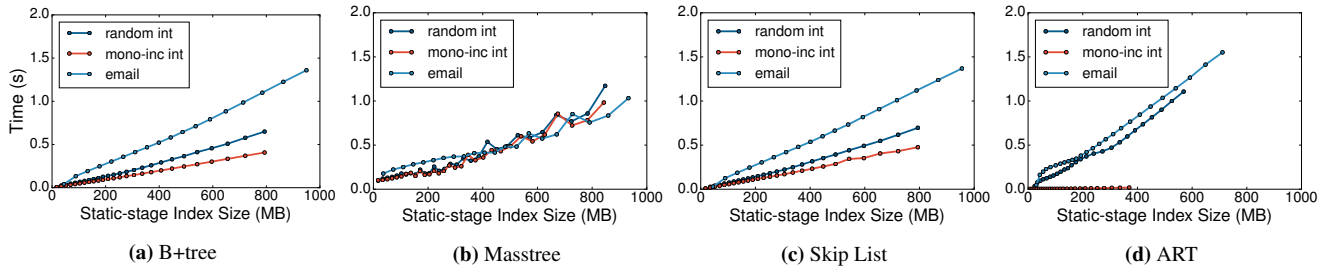 Time (s)
2.0
1.5
1.0
0.5
0.0
random int
mono-inc int
email
0 200 400 600 800 1000
Static-stage Index Size (MB)
(a) B+tree
2.0
1.5
1.0
0.5
0.0
random int
mono-inc int
email
0 200 400 600 800 1000
Static-stage Index Size (MB)
(b) Masstree
2.0
1.5
1.0
0.5
0.0
random int
mono-inc int
email
0 200 400 600 800 1000
Static-stage Index Size (MB)
(c) Skip List
2.0
1.5
1.0
0.5
0.0
random int
mono-inc int
email
0 200 400 600 800 1000
Static-stage Index Size (MB)
(d) ART